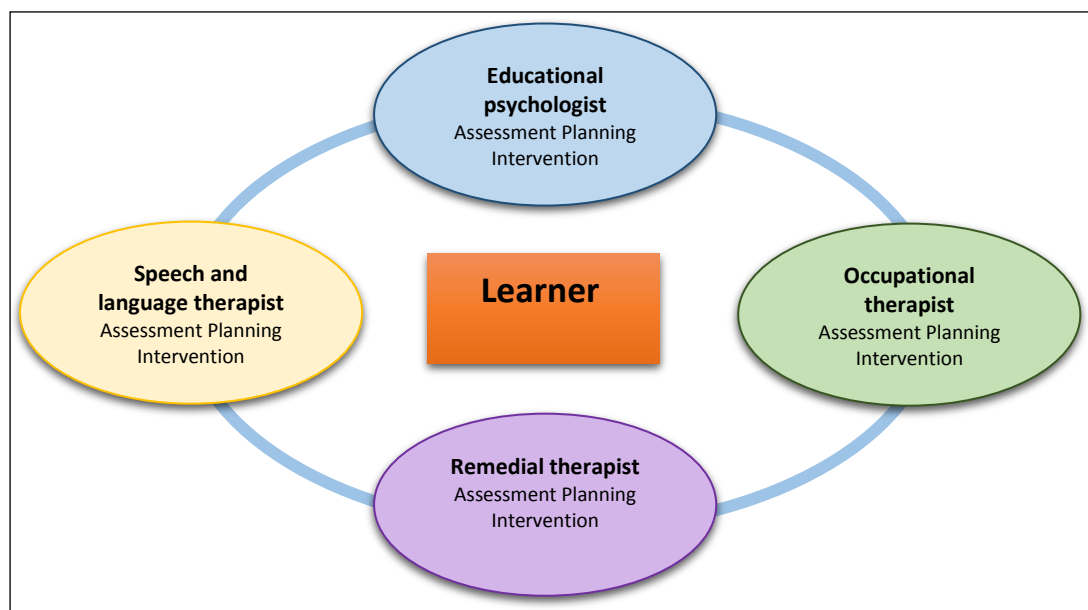 Educational
psychologist
Assessment Planning
Intervention
Speech and
language therapist
Assessment Planning
Intervention
Learner
Occupational
therapist
Assessment Planning
Intervention
Remedial therapist
Assessment Planning
Intervention